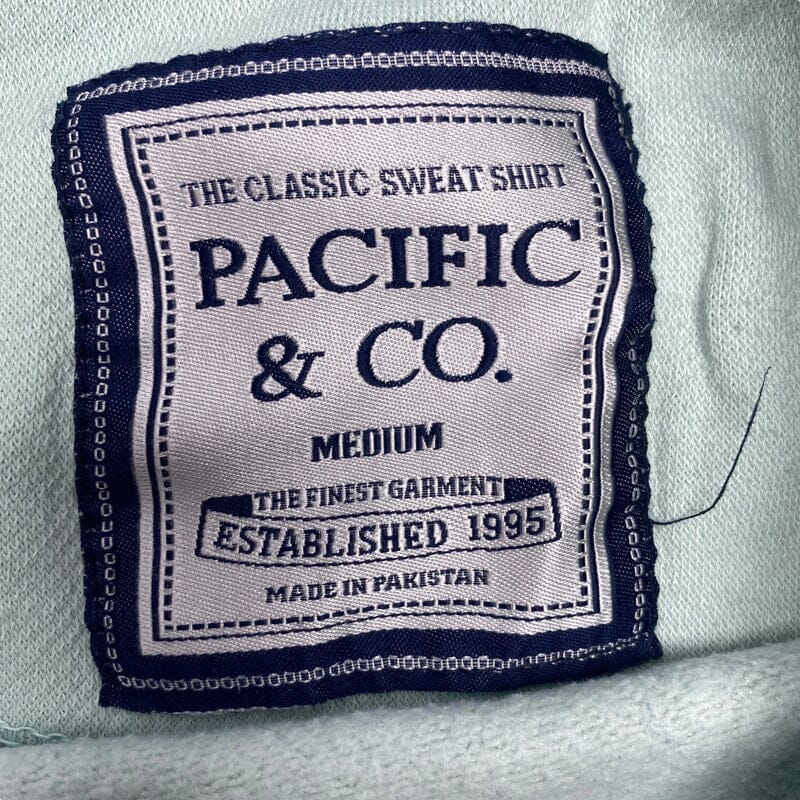 THE CLASSIC SWEAT SHIRT
PACIFIC
& CO.
MEDIUM
THE FINEST GARMENT
ESTABLISHED 1995
MADE IN PAKISTAN